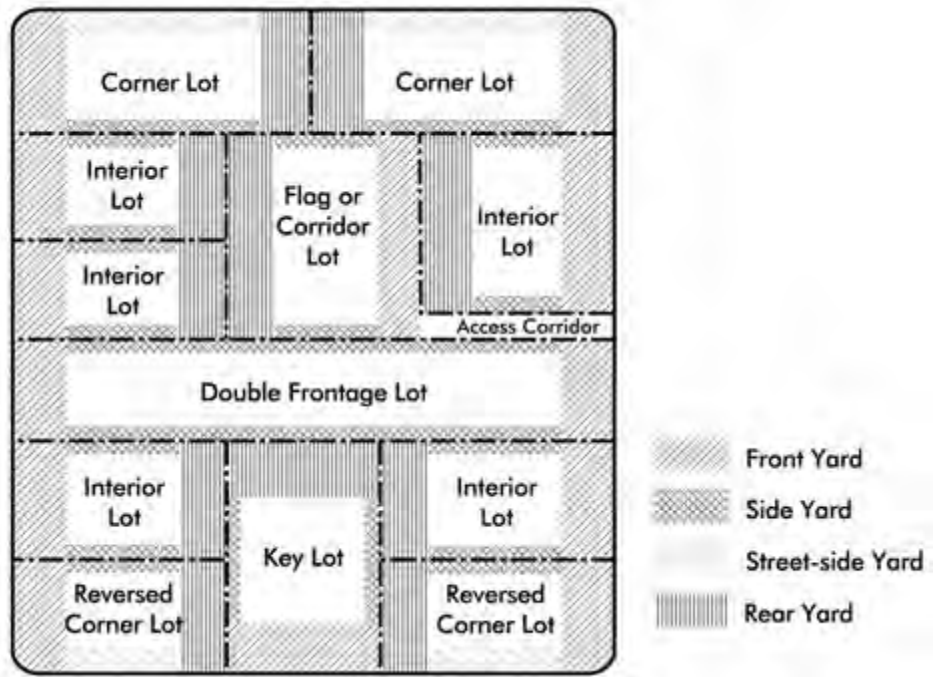 Corner Lot
Corner Lot
Interior
Lot
Flag or
Corridor
Lot
Interior
Lot
Interior
Lot
Access Corridor
Double Frontage Lot
Interior
Lot
Interior
Lot
Key Lot
Reversed
Corner Lot
Reversed
Corner Lot
Front Yard
Side Yard
Street-side Yard
Rear Yard